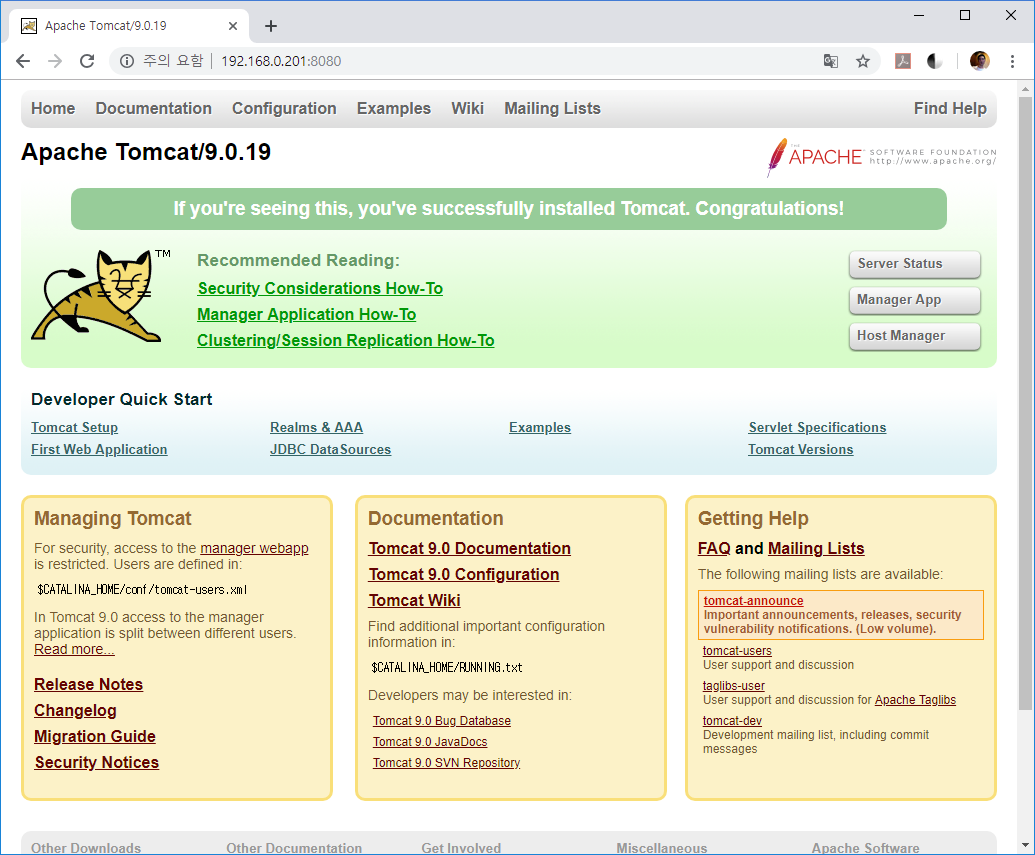 Apache Tomcat/9.0.19
주의 요함 192.168.0.201:8080
Home Documentation Configuration Examples Wiki Mailing Lists Find Help
Apache Tomcat/9.0.19
THE APACHE SOFTWARE FOUNDATION
http://www.apache.org/
If you're seeing this, you've successfully installed Tomcat. Congratulations!
TM
Recommended Reading:
Security Considerations How-To
Manager Application How-To
Clustering/Session Replication How-To
Server Status
Manager App
Host Manager
Developer Quick Start
Tomcat Setup Realms & AAA Examples Servlet Specifications
First Web Application JDBC DataSources Tomcat Versions
Managing Tomcat
For security, access to the manager webapp
is restricted. Users are defined in:
$CATALINA_HOME/conf/tomcat-users.xml
In Tomcat 9.0 access to the manager
application is split between different users.
Read more...
Release Notes
Changelog
Migration Guide
Security Notices
Documentation
Tomcat 9.0 Documentation
Tomcat 9.0 Configuration
Tomcat Wiki
Find additional important configuration
information in:
$CATALINA_HOME/RUNNING.txt
Developers may be interested in:
Tomcat 9.0 Bug Database
Tomcat 9.0 JavaDocs
Tomcat 9.0 SVN Repository
Getting Help
FAQ and Mailing Lists
The following mailing lists are available:
tomcat-announce
Important announcements, releases, security
vulnerability notifications. (Low volume).
tomcat-users
User support and discussion
taglibs-user
User support and discussion for Apache Taglibs
tomcat-dev
Development mailing list, including commit
messages
Other Downloads Other Documentation Get Involved Miscellaneous Apache Software